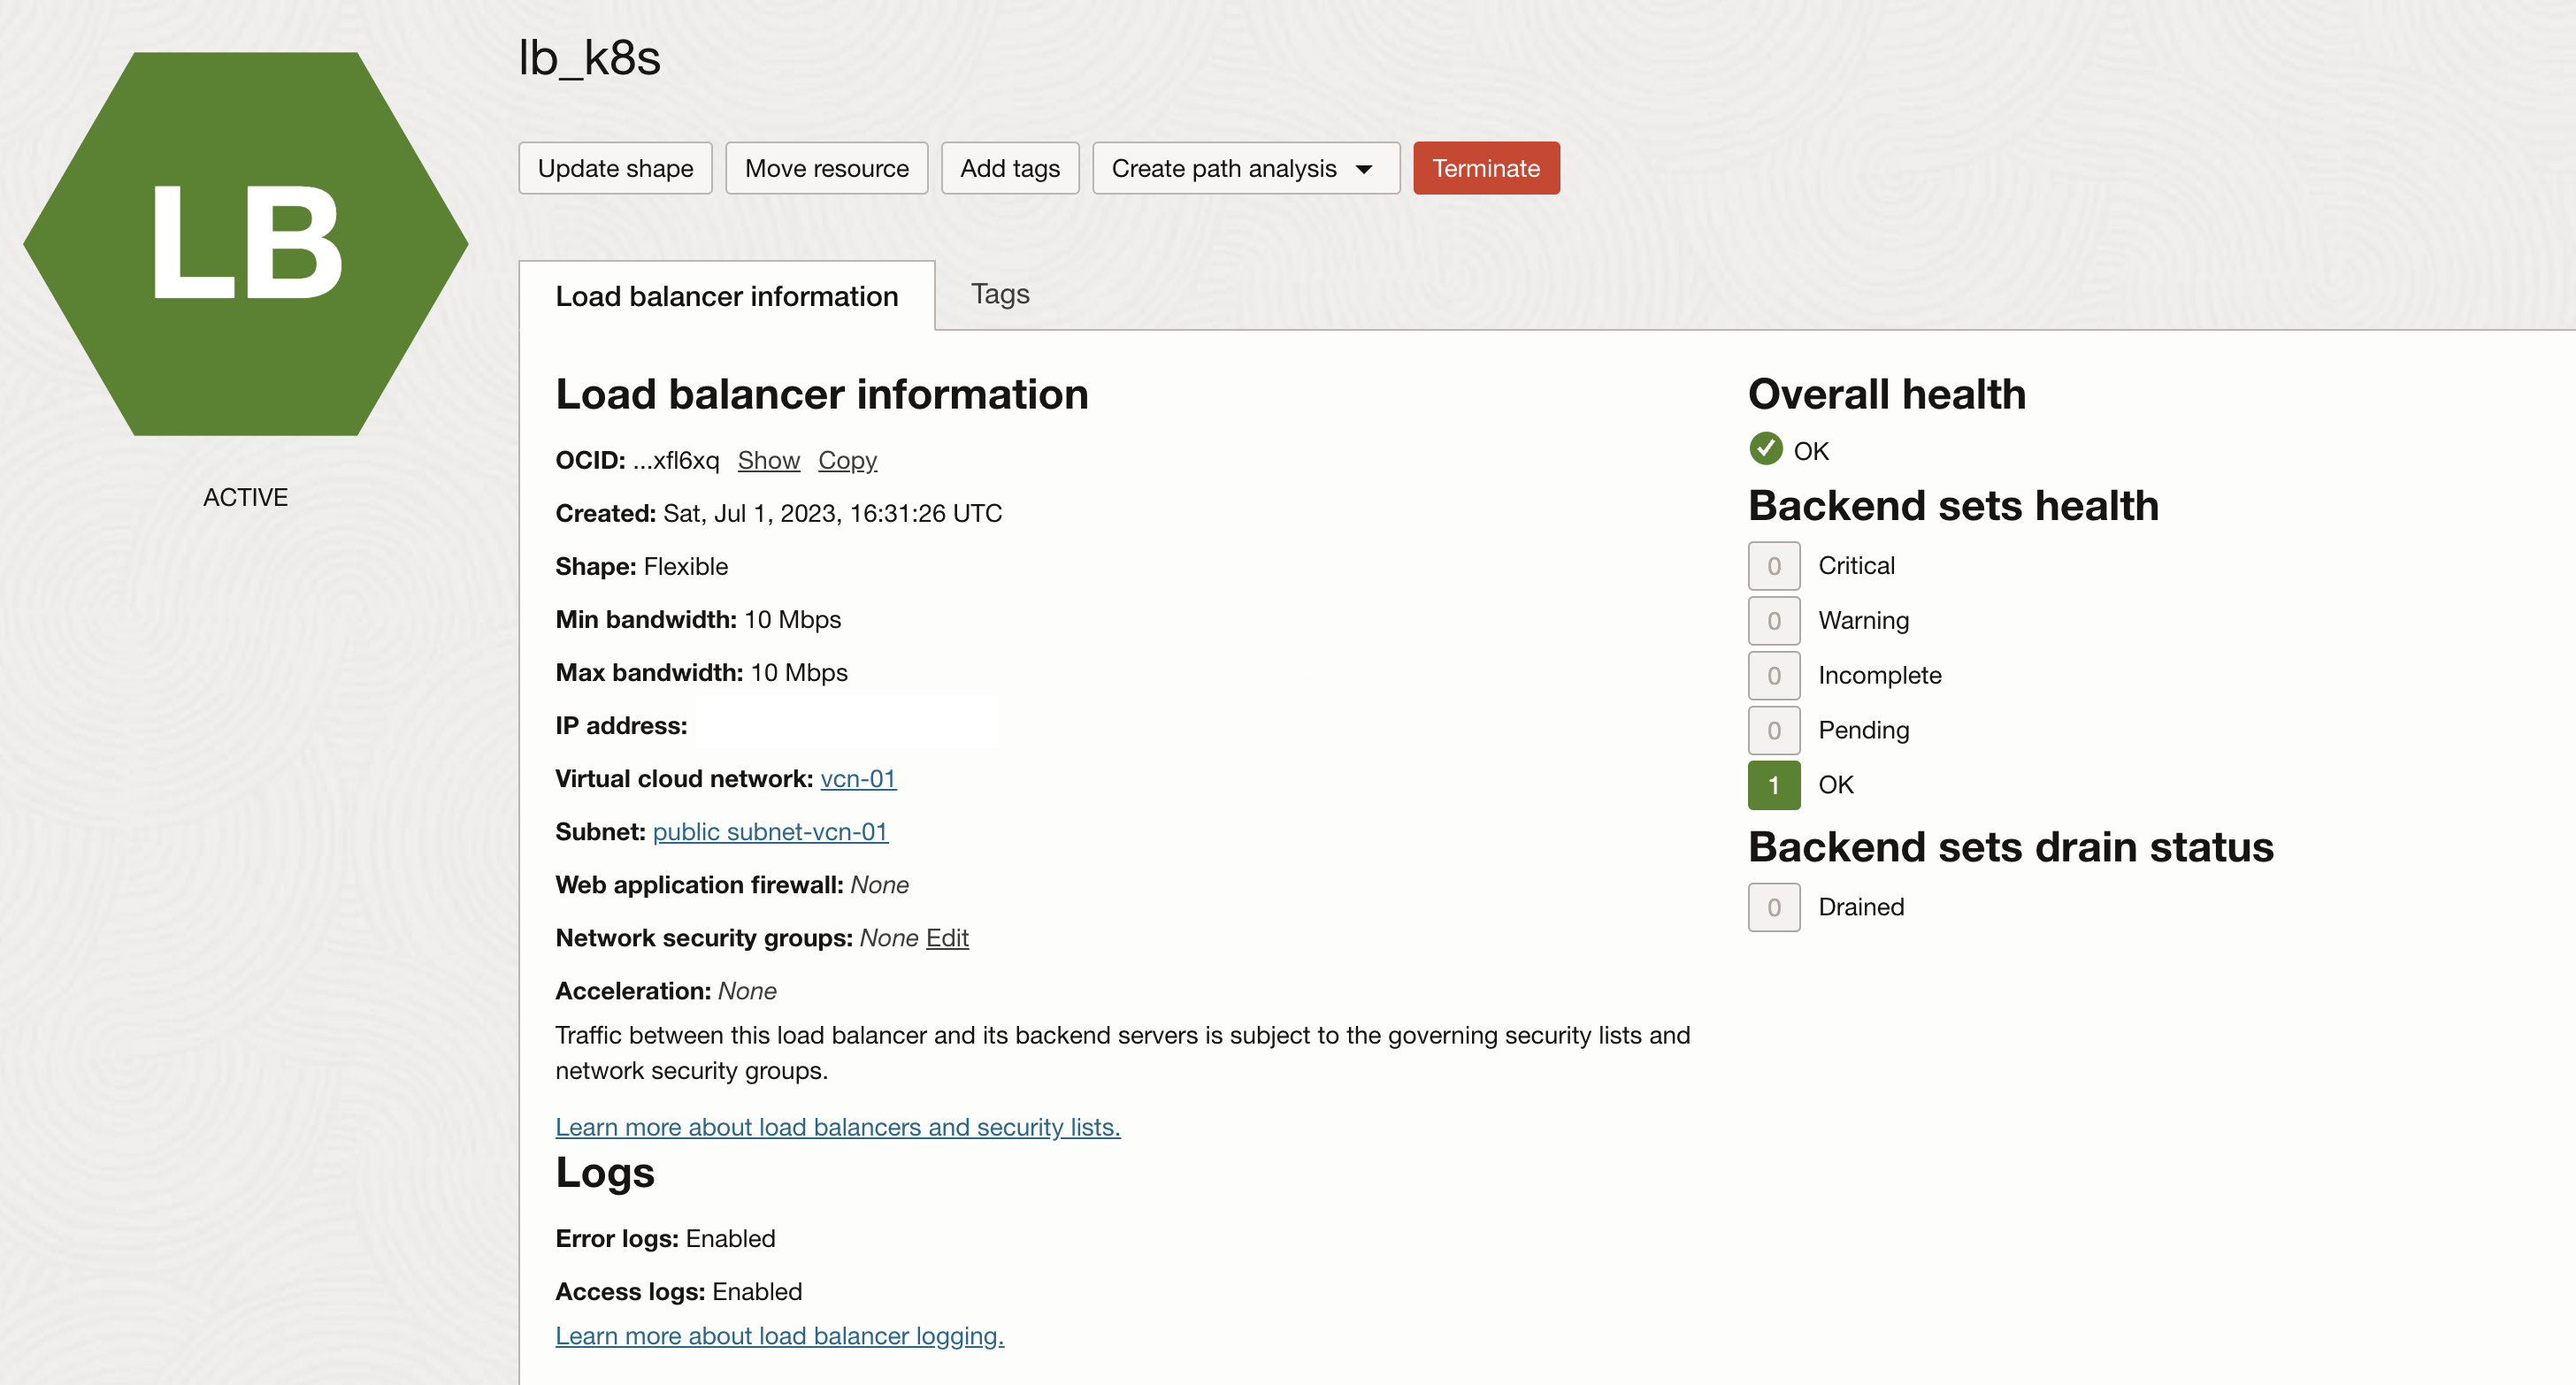 LB
ACTIVE
lb_k8s
Update shape
Move resource
Add tags
Create path analysis
Terminate
Load balancer information
Tags
Load balancer information
OCID: ...xfl6xq Show Copy
Created: Sat, Jul 1, 2023, 16:31:26 UTC
Shape: Flexible
Min bandwidth: 10 Mbps
Max bandwidth: 10 Mbps
IP address:
Virtual cloud network: vcn-01
Subnet: public subnet-vcn-01
Web application firewall: None
Network security groups: None Edit
Acceleration: None
Traffic between this load balancer and its backend servers is subject to the governing security lists and
network security groups.
Learn more about load balancers and security lists.
Logs
Error logs: Enabled
Access logs: Enabled
Learn more about load balancer logging.
Overall health
OK
Backend sets health
0 Critical
0 Warning
0 Incomplete
0 Pending
1 OK
Backend sets drain status
0 Drained